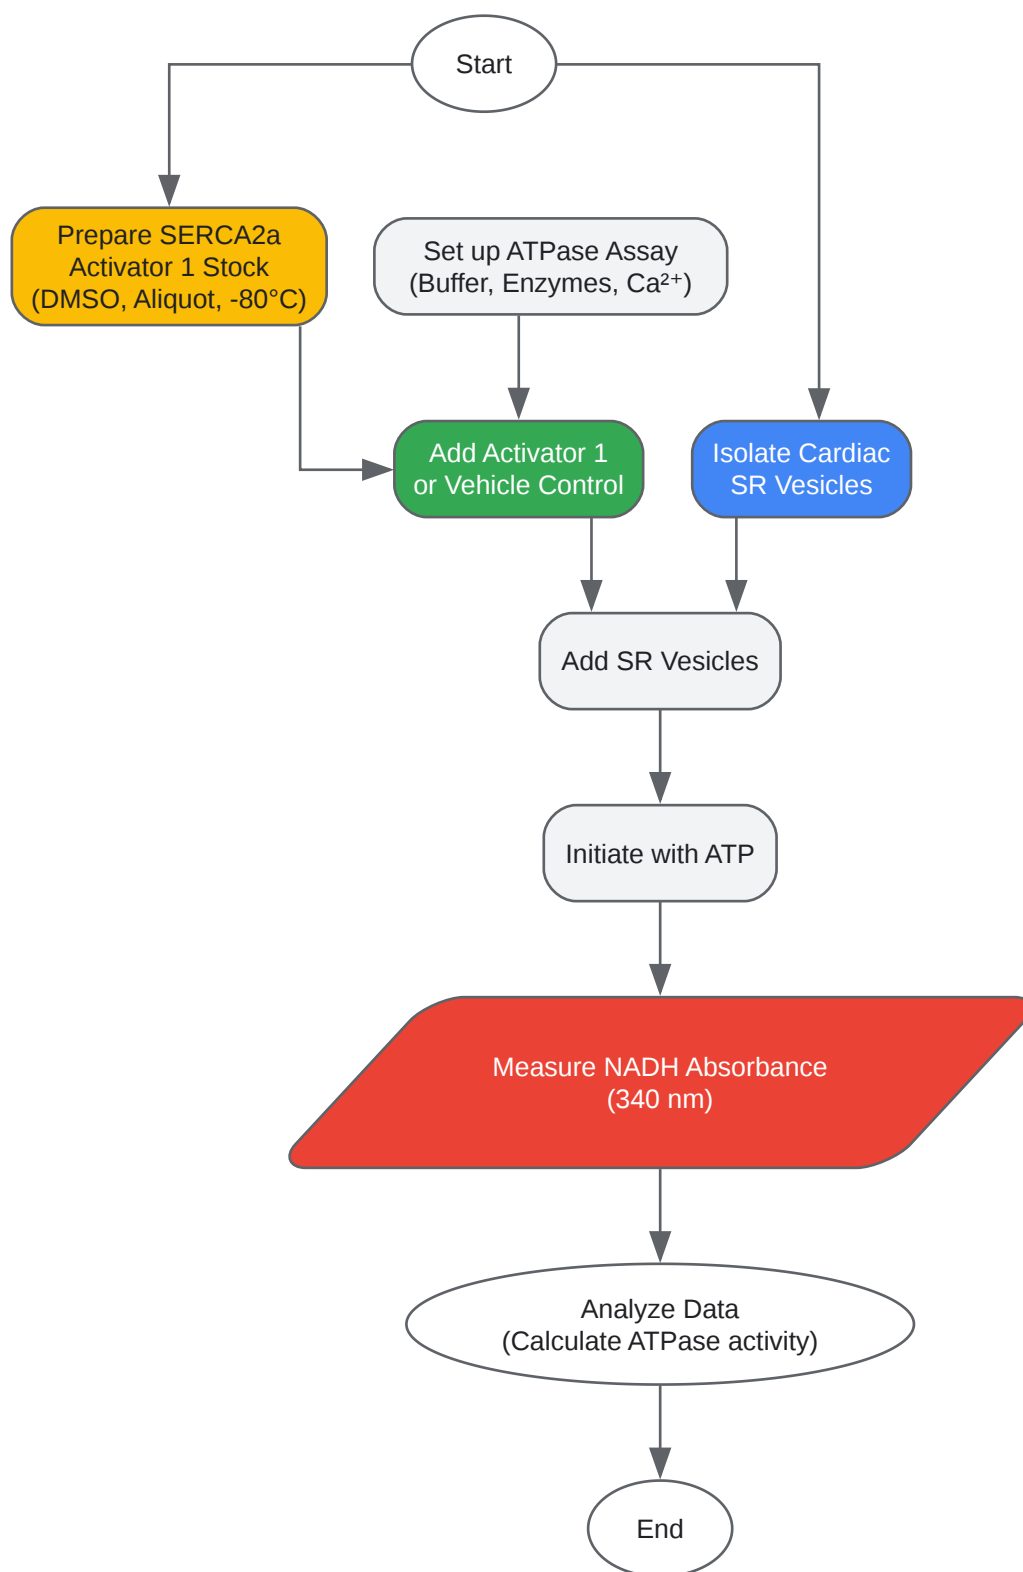 Start
Prepare SERCA2a
Activator 1 Stock
(DMSO, Aliquot, -80°C)
Set up ATPase Assay
(Buffer, Enzymes, Ca²⁺)
Add Activator 1
or Vehicle Control
Isolate Cardiac
SR Vesicles
Add SR Vesicles
Initiate with ATP
Measure NADH Absorbance
(340 nm)
Analyze Data
(Calculate ATPase activity)
End